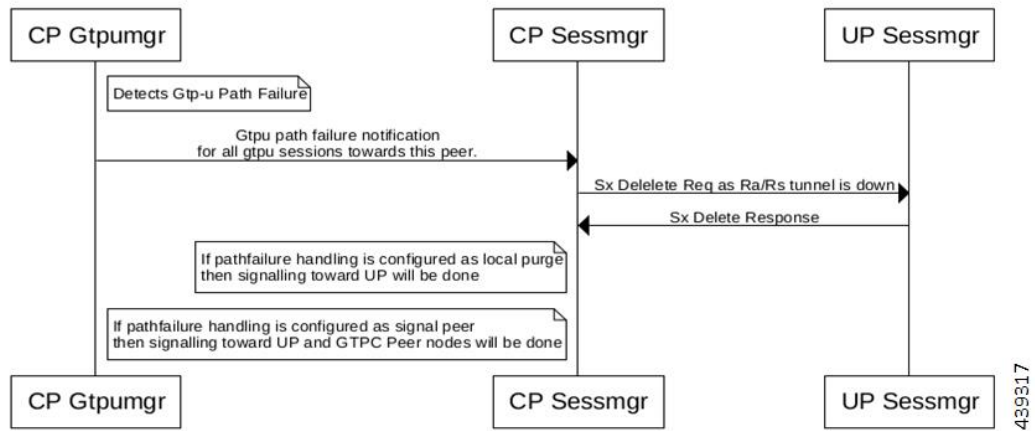 CP Gtpumgr
CP Sessmgr
UP Sessmgr
Detects Gtp-u Path Failure
Gtpu path failure notification
for all gtpu sessions towards this peer.
Sx Delelete Req as Ra/Rs tunnel is down
Sx Delete Response
If pathfailure handling is configured as local purge
then signalling toward UP will be done
If pathfailure handling is configured as signal peer
then signalling toward UP and GTPC Peer nodes will be done
CP Gtpumgr
CP Sessmgr
UP Sessmgr
439317